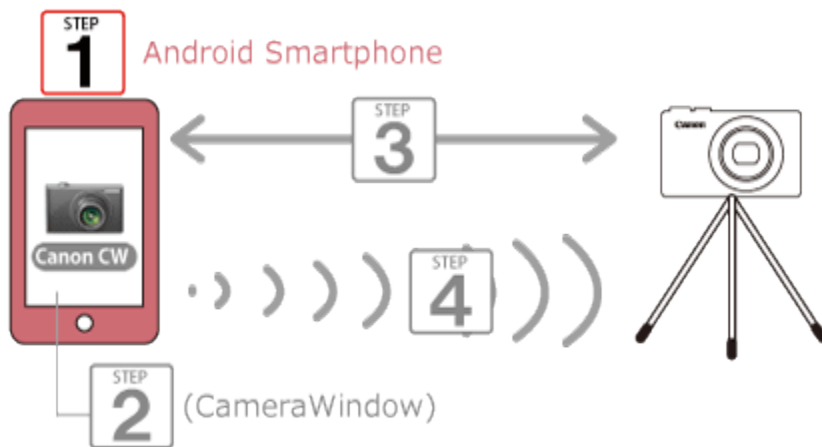 STEP
1
Android Smartphone
STEP
3
Canon
Canon CW
STEP
4
STEP
2
(CameraWindow)